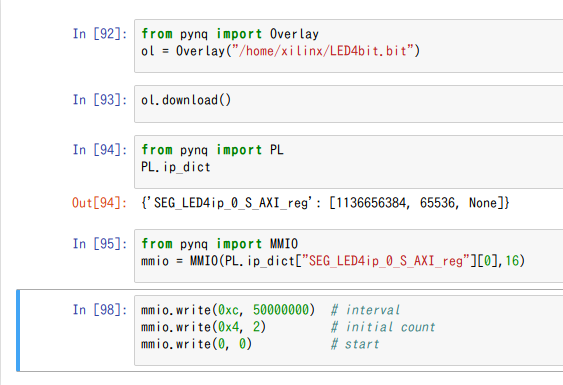 In [92]: from pynq import Overlay
ol = Overlay("/home/xilinx/LED4bit.bit")
In [93]: ol.download()
In [94]: from pynq import PL
PL.ip_dict
Out[94]: {'SEG_LED4ip_0_S_AXI_reg': [1136656384, 65536, None]}
In [95]: from pynq import MMIO
mmio = MMIO(PL.ip_dict["SEG_LED4ip_0_S_AXI_reg"][0],16)
In [98]: mmio.write(0xc, 50000000)  # interval
mmio.write(0x4, 2)         # initial count
mmio.write(0, 0)           # start